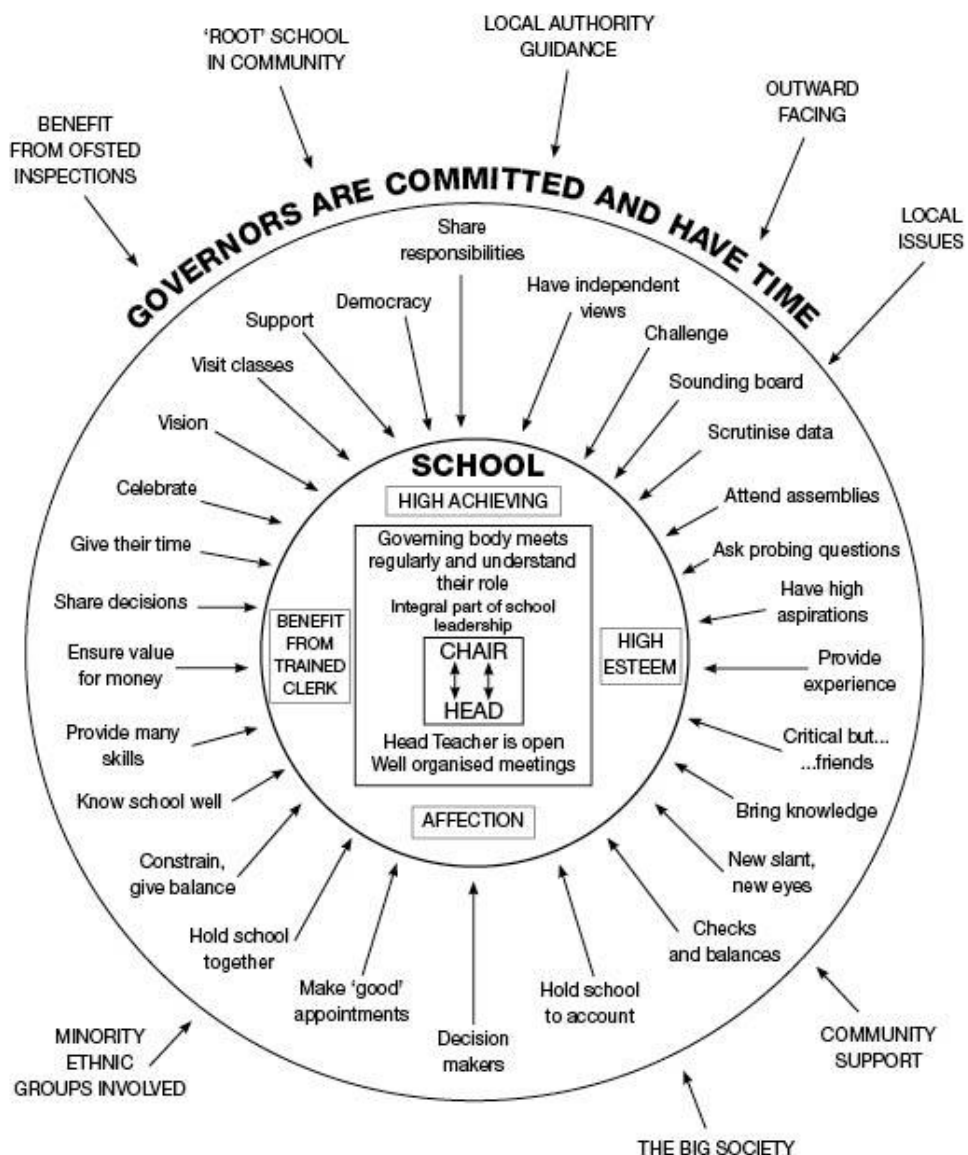 'ROOT' SCHOOL
IN COMMUNITY
LOCAL AUTHORITY
GUIDANCE
OUTWARD
FACING
BENEFIT
FROM OFSTED
INSPECTIONS
LOCAL
ISSUES
GOVERNORS ARE COMMITTED AND HAVE TIME
Share
responsibilities
Have independent
views
Democracy
Support
Challenge
Visit classes
Sounding board
Vision
Scrutinise data
Celebrate
Attend assemblies
Give their time
Ask probing questions
Share decisions
Have high
aspirations
Ensure value
for money
Provide
experience
Provide many
skills
Critical but...
...friends
Know school well
Bring knowledge
Constrain,
give balance
New slant,
new eyes
Hold school
together
Checks
and balances
Make 'good'
appointments
Hold school
to account
Decision
makers
SCHOOL
HIGH ACHIEVING
Governing body meets
regularly and understand
their role
Integral part of school
leadership
CHAIR
HEAD
Head Teacher is open
Well organised meetings
BENEFIT
FROM
TRAINED
CLERK
HIGH
ESTEEM
AFFECTION
MINORITY
ETHNIC
GROUPS INVOLVED
COMMUNITY
SUPPORT
THE BIG SOCIETY